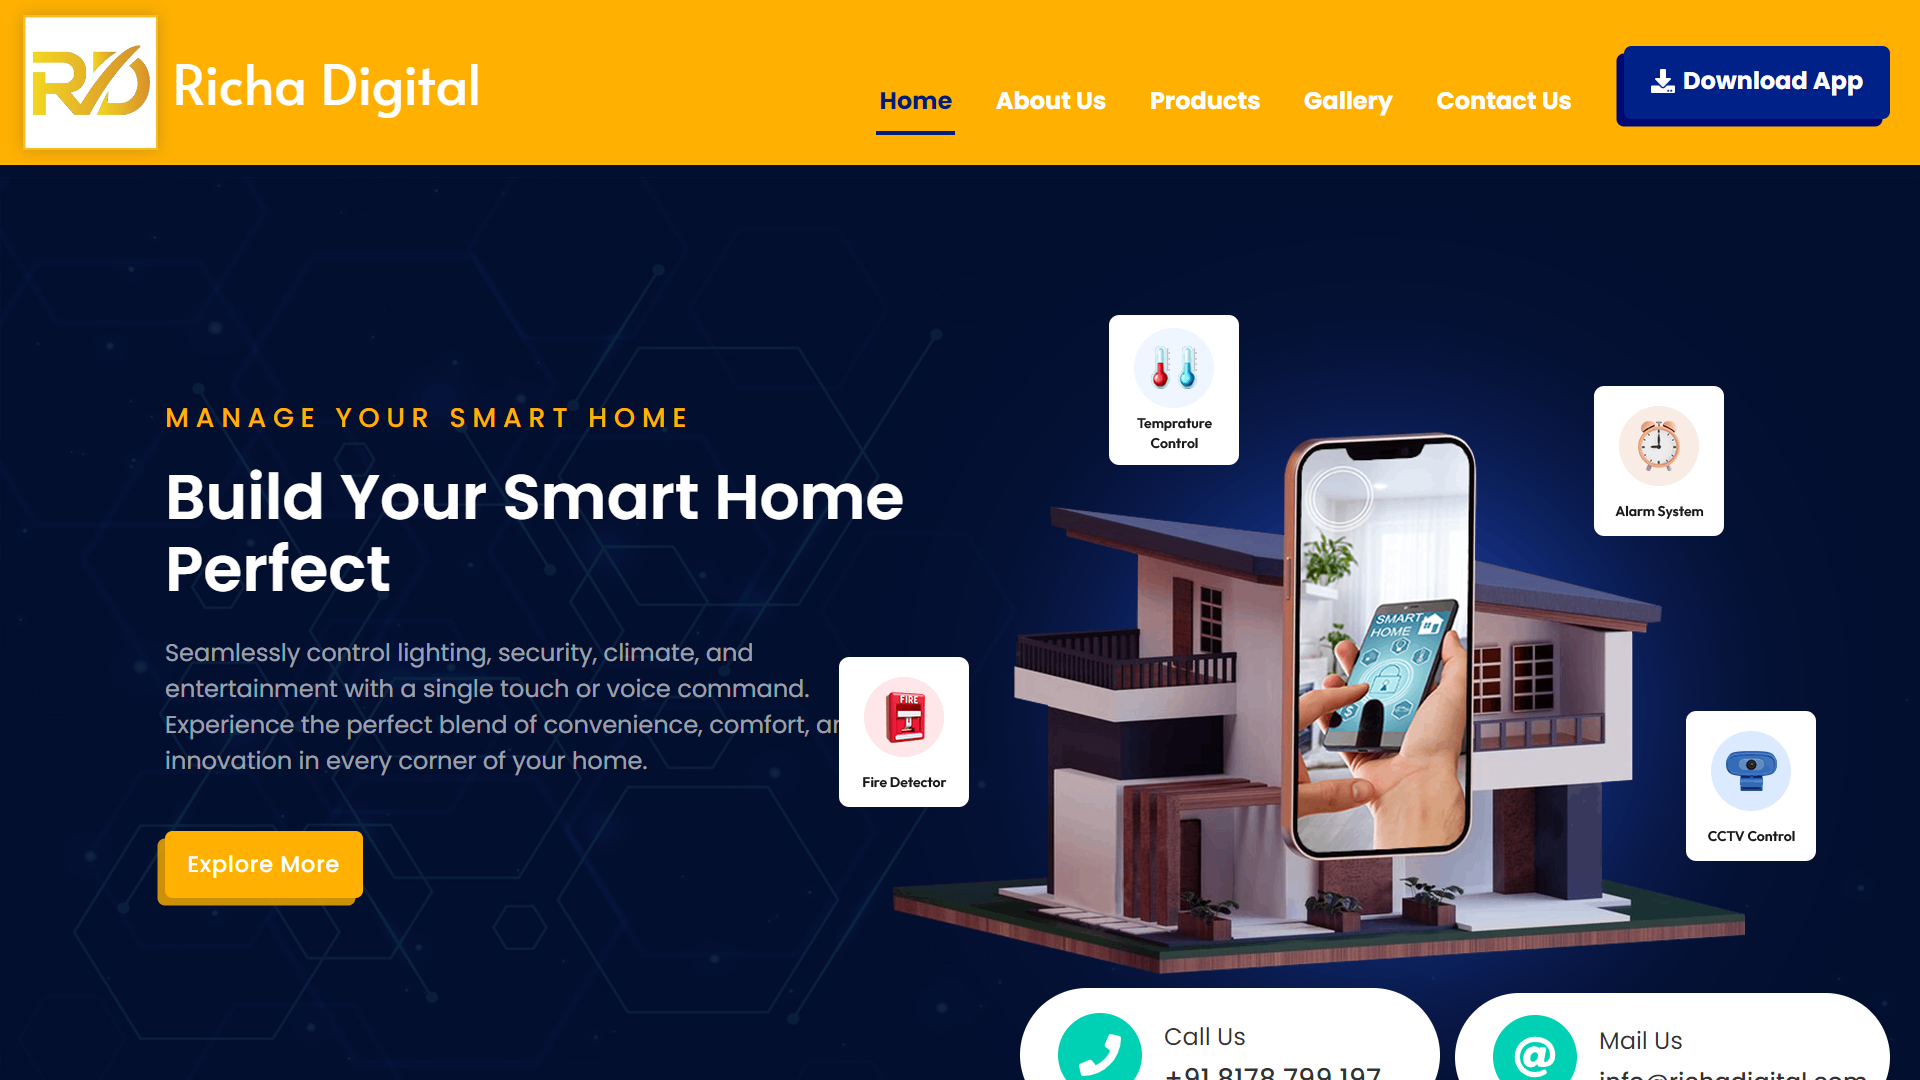 RD
Richa Digital
Home
About Us
Products
Gallery
Contact Us
Download App
MANAGE YOUR SMART HOME
Build Your Smart Home
Perfect
Seamlessly control lighting, security, climate, and
entertainment with a single touch or voice command.
Experience the perfect blend of convenience, comfort,
innovation in every corner of your home.
Explore More
Temprature
Control
Alarm System
SMART
HOME
FIRE
Fire Detector
CCTV Control
Call Us
+91 8178 799 197
Mail Us
info@richadigital.com